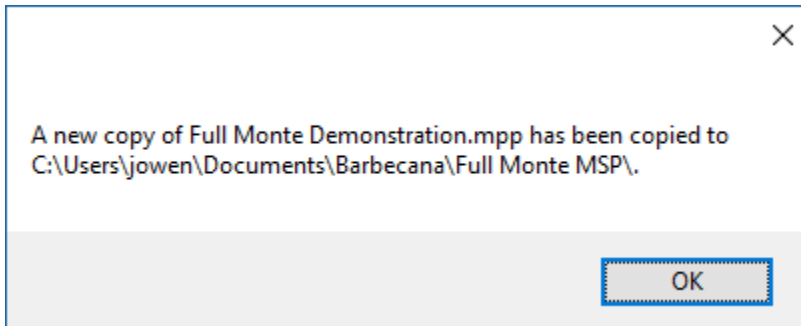 A new copy of Full Monte Demonstration.mpp has been copied to
C:\Users\jowen\Documents\Barbecana\Full Monte MSP\.
OK